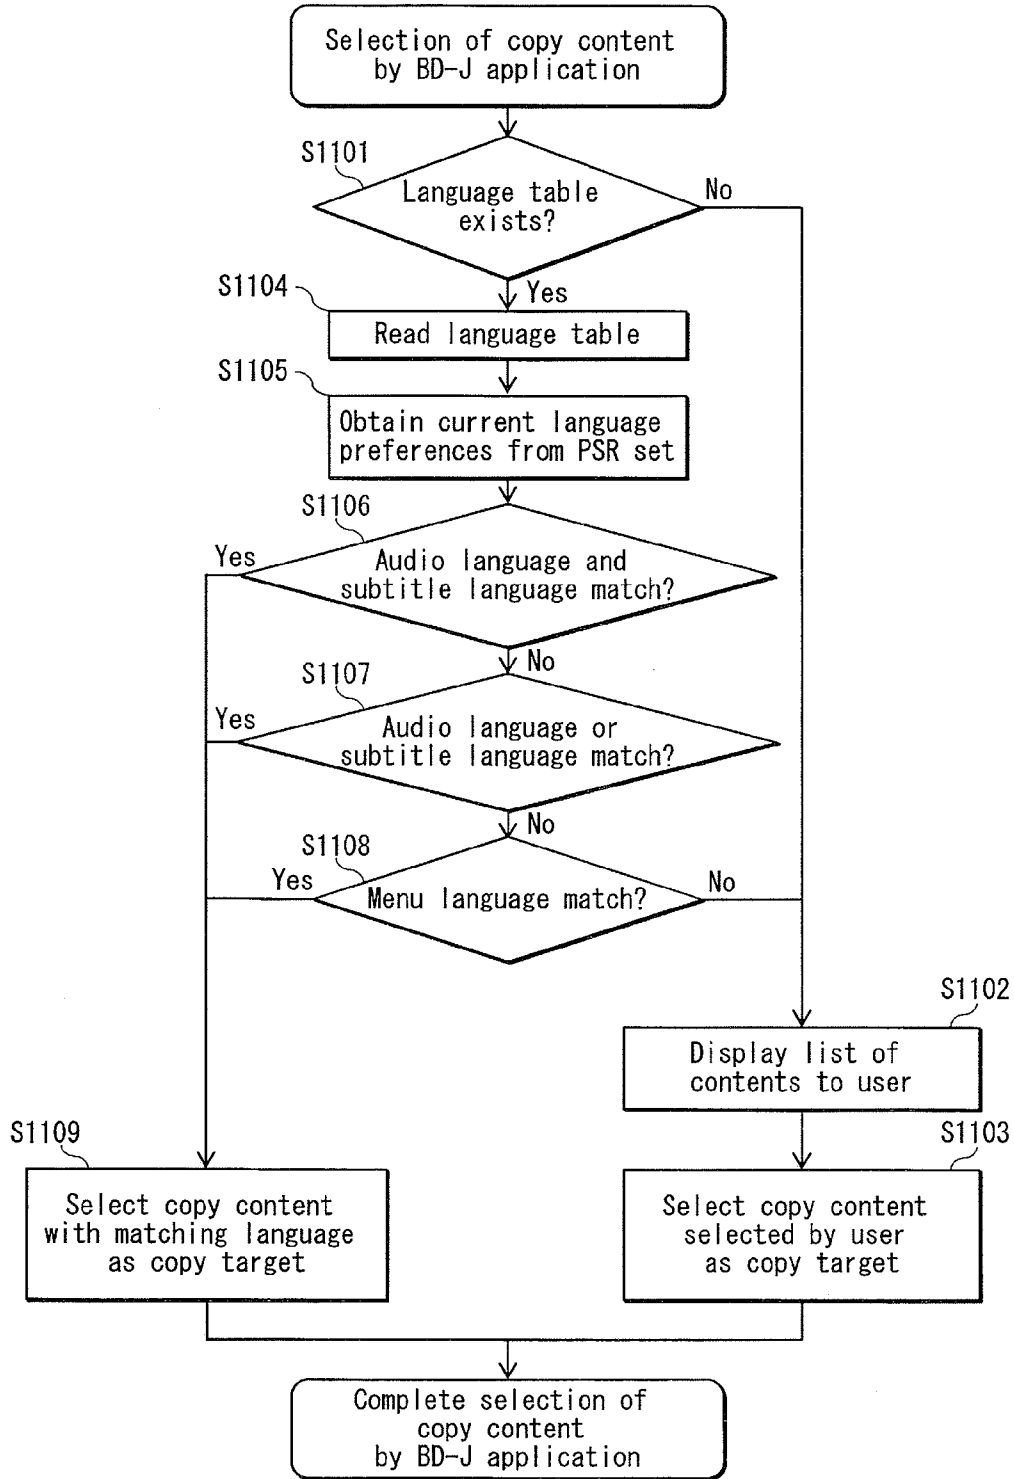 Selection of copy content
by BD-J application
S1101
Language table
exists?
No
Yes
S1104
Read language table
S1105
Obtain current language
preferences from PSR set
S1106
Yes
Audio language and
subtitle language match?
No
S1107
Yes
Audio language or
subtitle language match?
No
S1108
Yes
Menu language match?
No
S1102
Display list of
contents to user
S1109
Select copy content
with matching language
as copy target
S1103
Select copy content
selected by user
as copy target
Complete selection of
copy content
by BD-J application